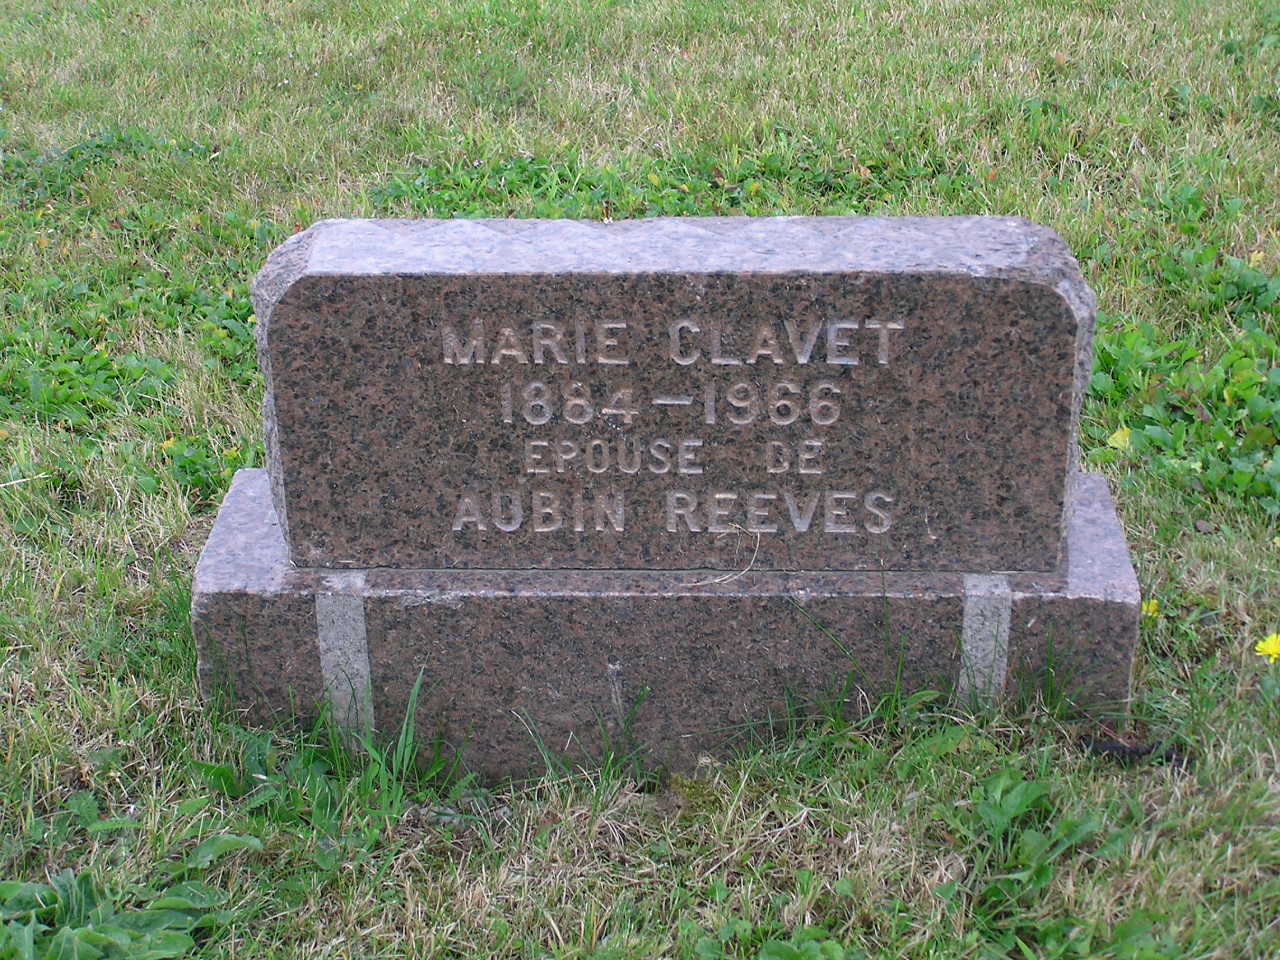 MARIE CLAVET
1884-1966
EPOUSE DE
AUBIN REEVES